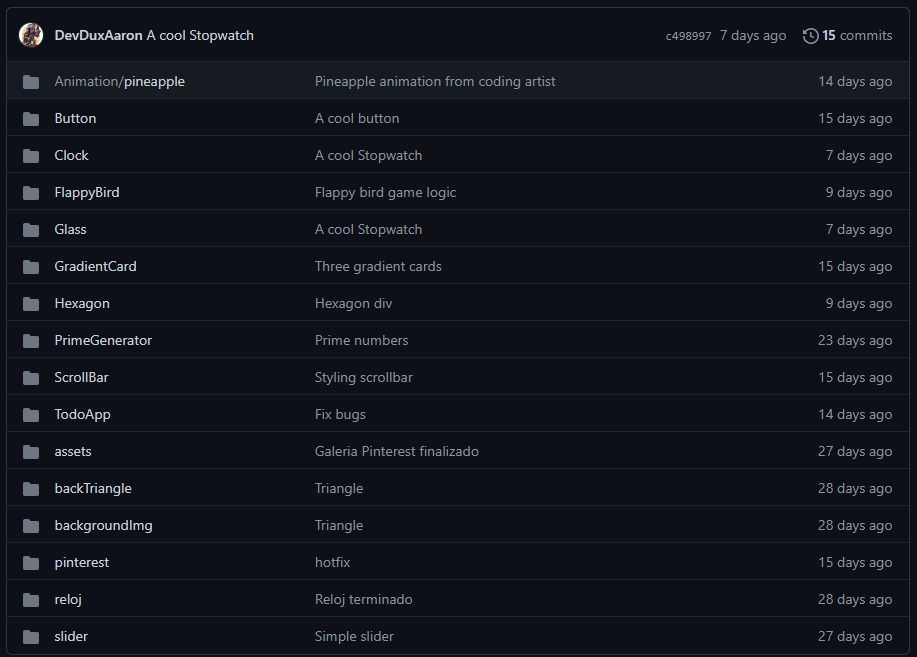 DevDuxAaron A cool Stopwatch c498997 7 days ago 15 commits
Animation/pineapple Pineapple animation from coding artist 14 days ago
Button A cool button 15 days ago
Clock A cool Stopwatch 7 days ago
FlappyBird Flappy bird game logic 9 days ago
Glass A cool Stopwatch 7 days ago
GradientCard Three gradient cards 15 days ago
Hexagon Hexagon div 9 days ago
PrimeGenerator Prime numbers 23 days ago
ScrollBar Styling scrollbar 15 days ago
TodoApp Fix bugs 14 days ago
assets Galeria Pinterest finalizado 27 days ago
backTriangle Triangle 28 days ago
backgroundImg Triangle 28 days ago
pinterest hotfix 15 days ago
reloj Reloj terminado 28 days ago
slider Simple slider 27 days ago